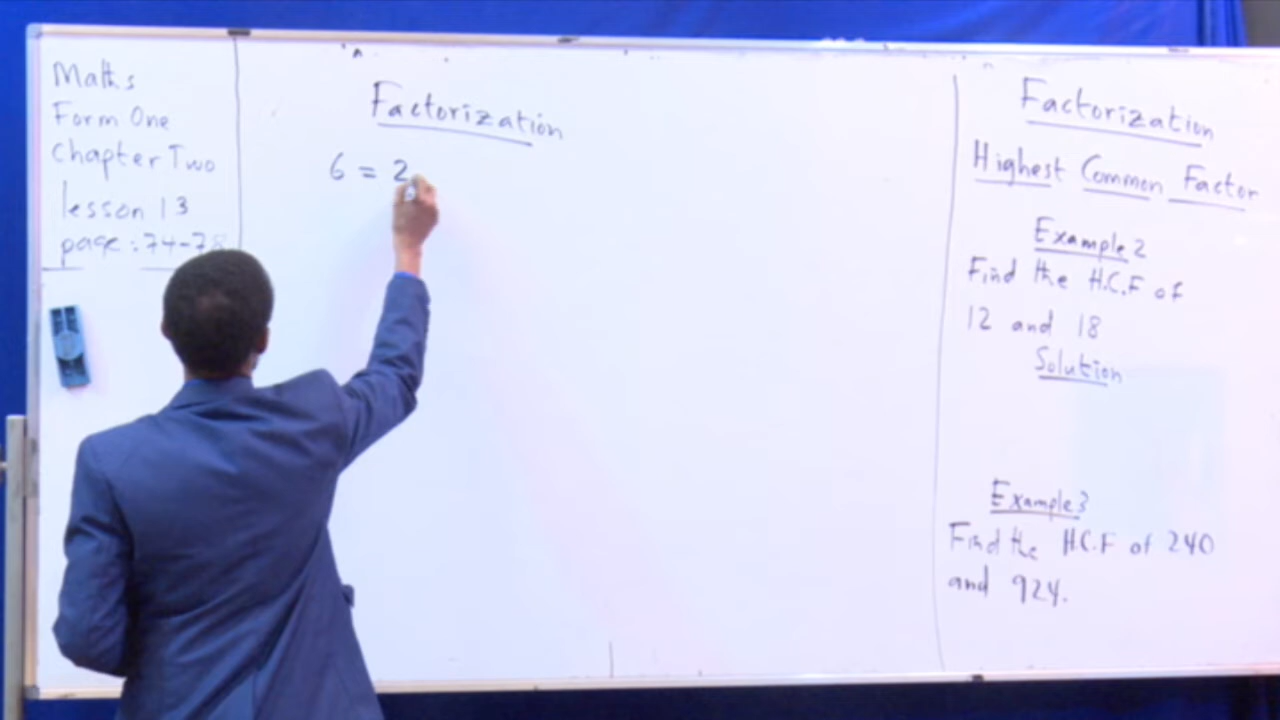 Maths
Form One
Chapter Two
lesson 13
page: 74-78
Factorization
6 = 2
Factorization
Highest Common Factor
Example 2
Find the H.C.F of
12 and 18
Solution
Example 3
Find the H.C.F of 240
and 924.